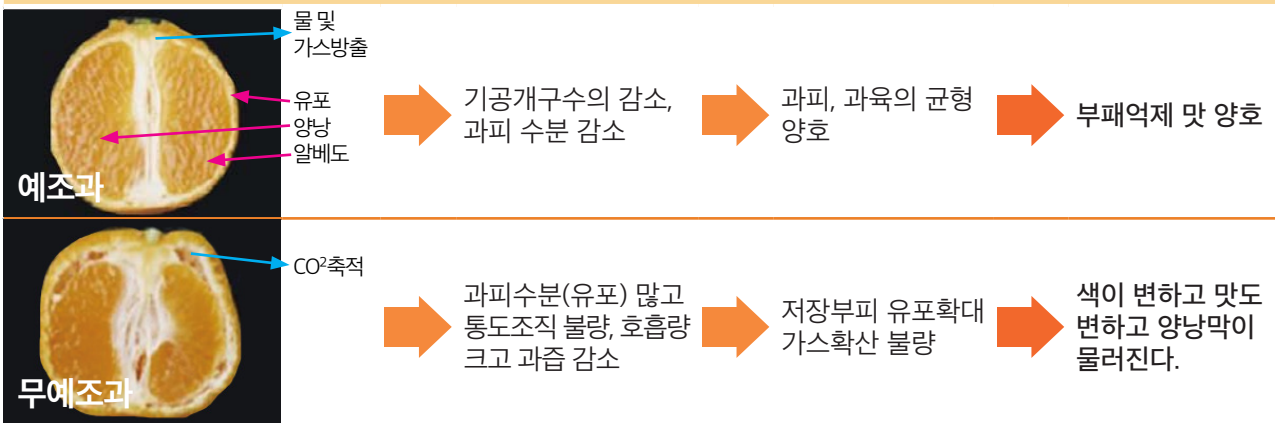 물 및
가스방출
유포
양낭
알베도
예조과
기공개구수의 감소,
과피 수분 감소
과피, 과육의 균형
양호
부패억제 맛 양호
CO²축적
무예조과
과피수분(유포) 많고
통도조직 불량, 호흡량
크고 과즙 감소
저장부피 유포확대
가스확산 불량
색이 변하고 맛도
변하고 양낭막이
물러진다.